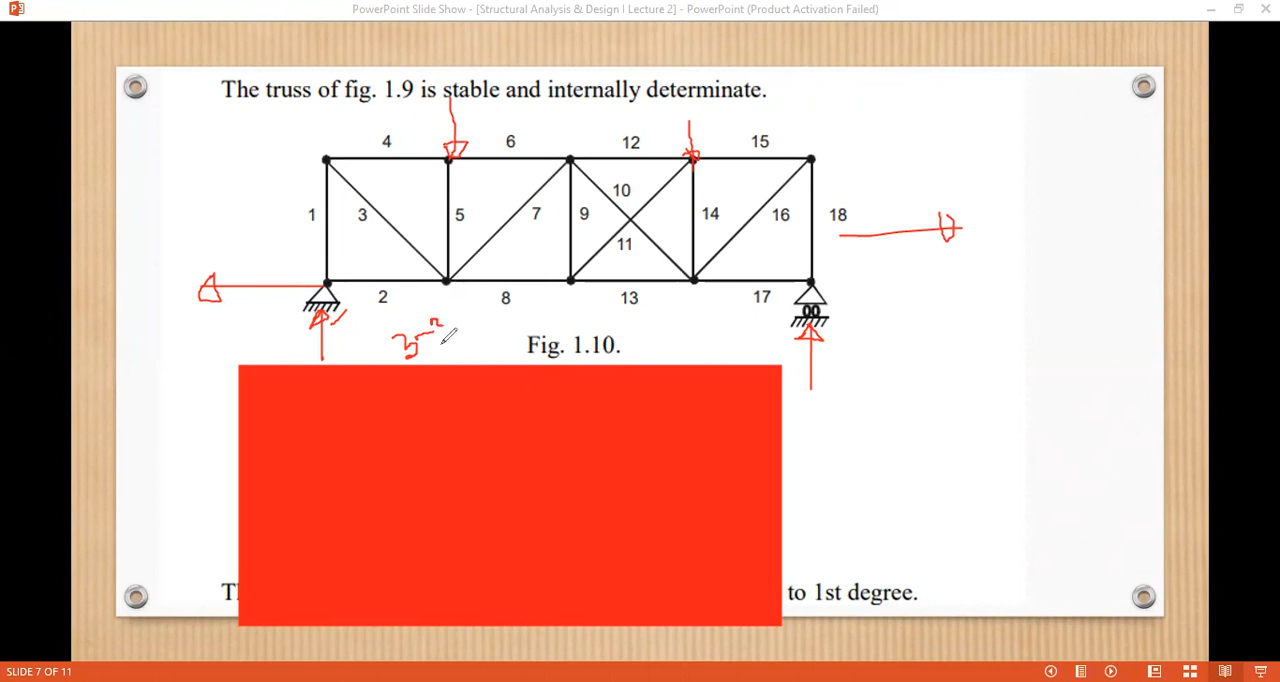 PowerPoint Slide Show - [Structural Analysis & Design I Lecture 2] - PowerPoint (Product Activation Failed)
The truss of fig. 1.9 is stable and internally determinate.
4 6 12 15
10
1 3 5 7 9 14 16 18
11
2 8 13 17
Fig. 1.10.
to 1st degree.
SLIDE 7 OF 11